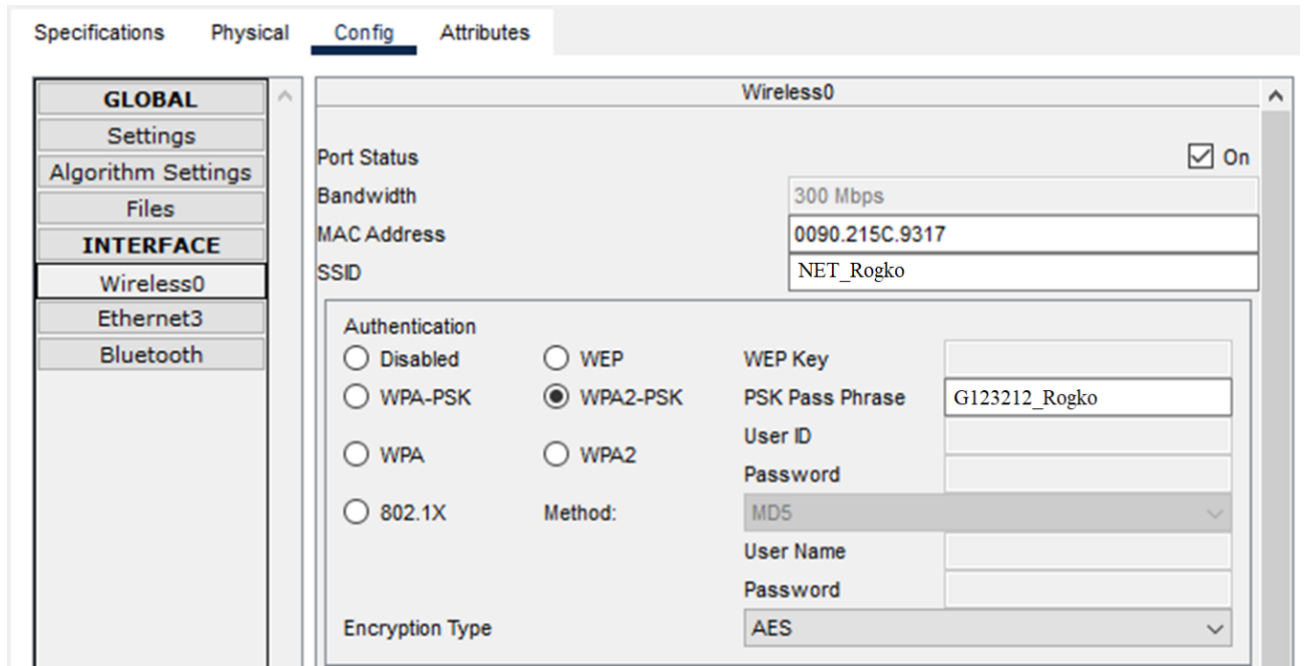 Specifications Physical Config Attributes
GLOBAL
Settings
Algorithm Settings
Files
INTERFACE
Wireless0
Ethernet3
Bluetooth
Wireless0
Port Status On
Bandwidth 300 Mbps
MAC Address 0090.215C.9317
SSID NET_Rogko
Authentication
Disabled WEP WEP Key
WPA-PSK WPA2-PSK PSK Pass Phrase G123212_Rogko
User ID
WPA WPA2
Password
802.1X Method: MD5
User Name
Password
Encryption Type AES